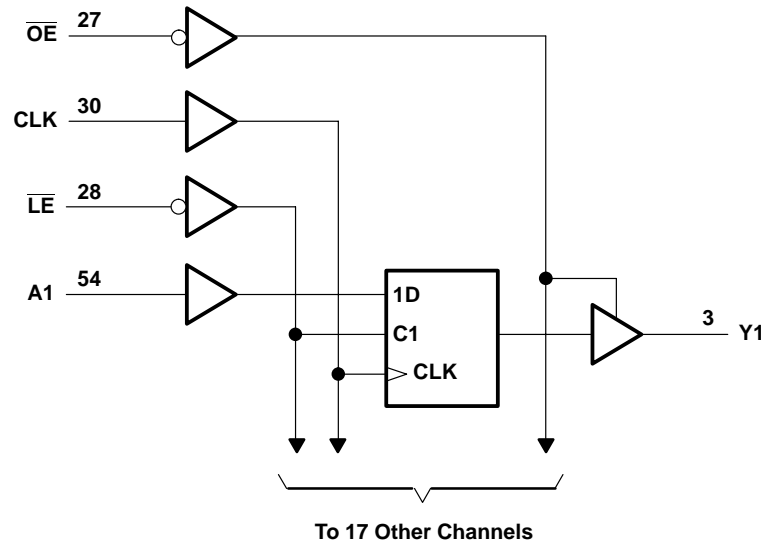 OE 27
CLK 30
LE 28
A1 54
1D
C1
CLK
3 Y1
To 17 Other Channels